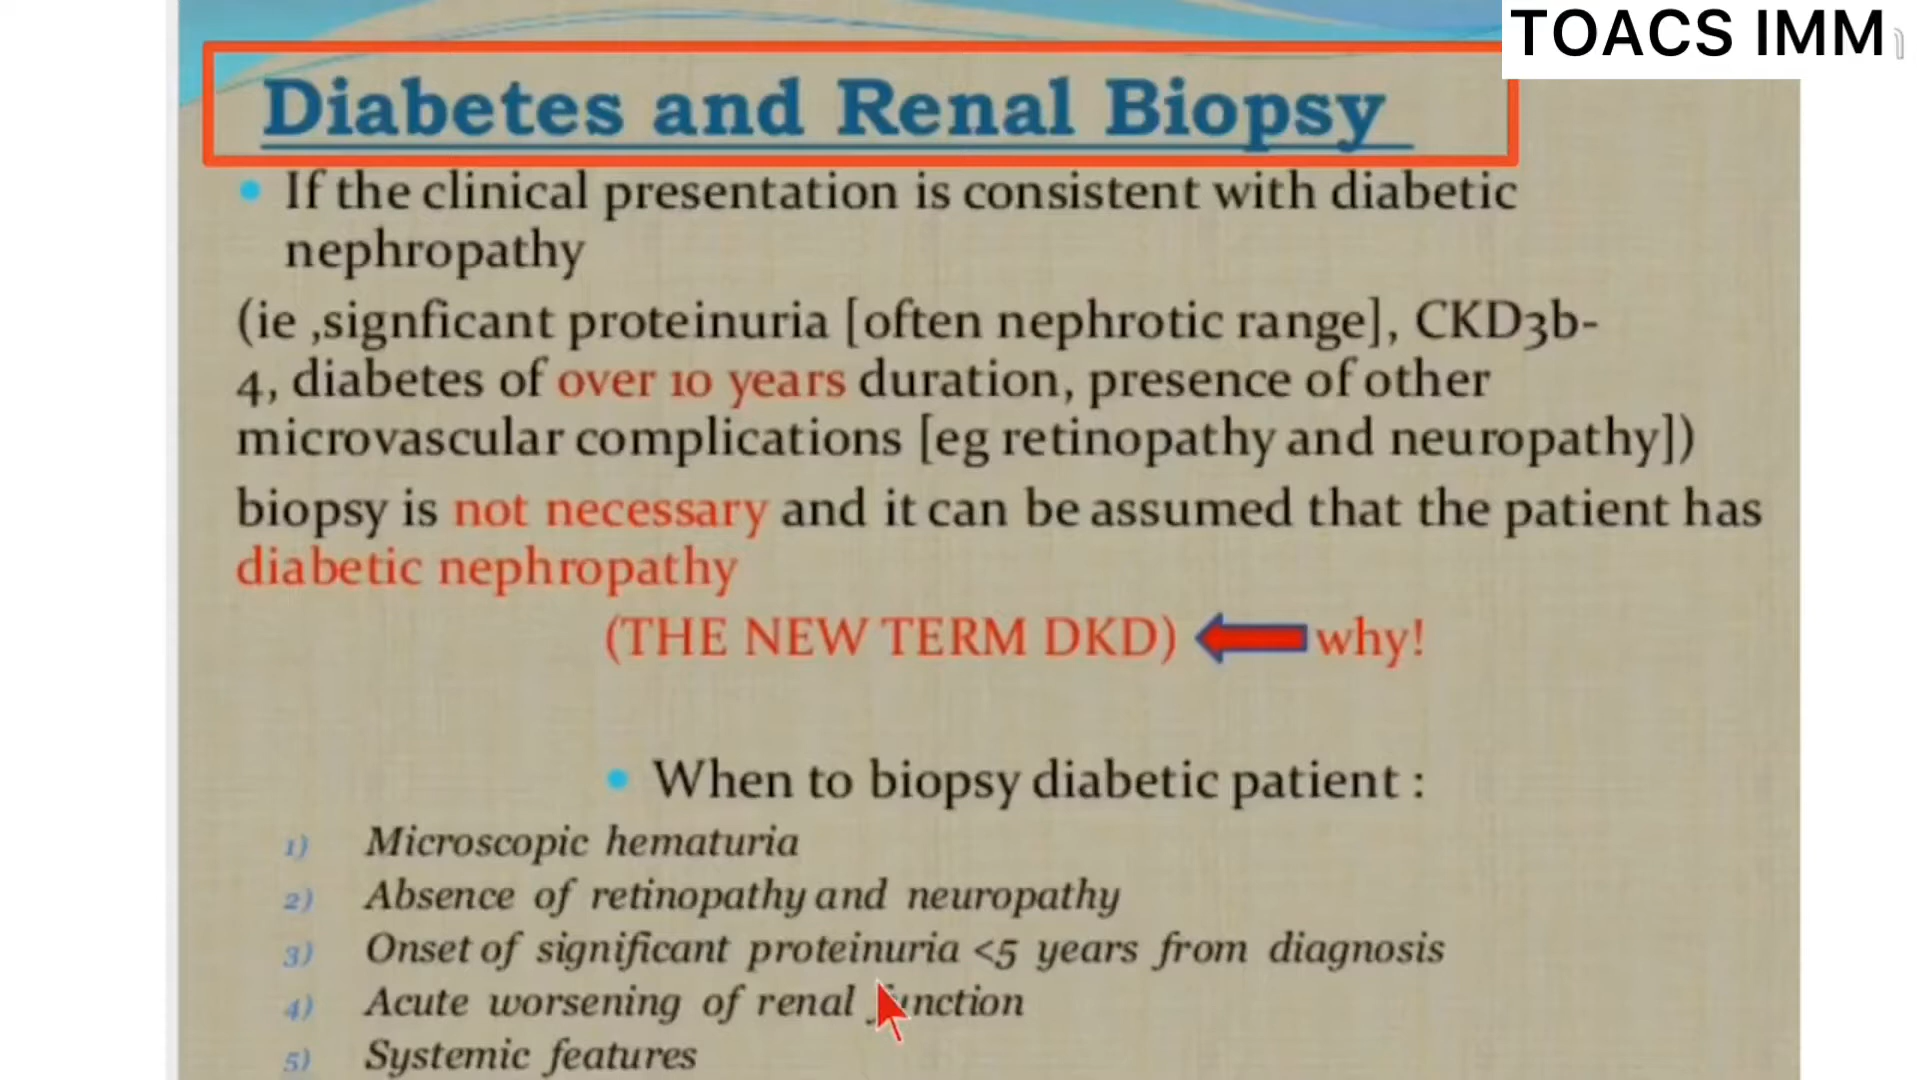 TOACS IMM
Diabetes and Renal Biopsy
• If the clinical presentation is consistent with diabetic
nephropathy
(ie ,signficant proteinuria [often nephrotic range], CKD3b-
4, diabetes of over 10 years duration, presence of other
microvascular complications [eg retinopathy and neuropathy])
biopsy is not necessary and it can be assumed that the patient has
diabetic nephropathy
(THE NEW TERM DKD) why!
• When to biopsy diabetic patient :
1) Microscopic hematuria
2) Absence of retinopathy and neuropathy
3) Onset of significant proteinuria <5 years from diagnosis
4) Acute worsening of renal function
5) Systemic features